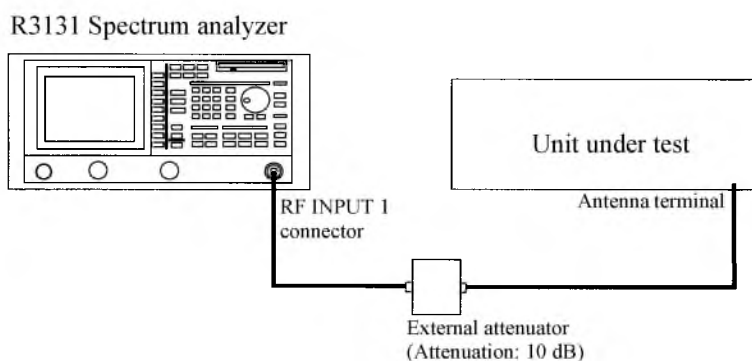 R3131 Spectrum analyzer
Unit under test
Antenna terminal
RF INPUT 1
connector
External attenuator
(Attenuation: 10 dB)